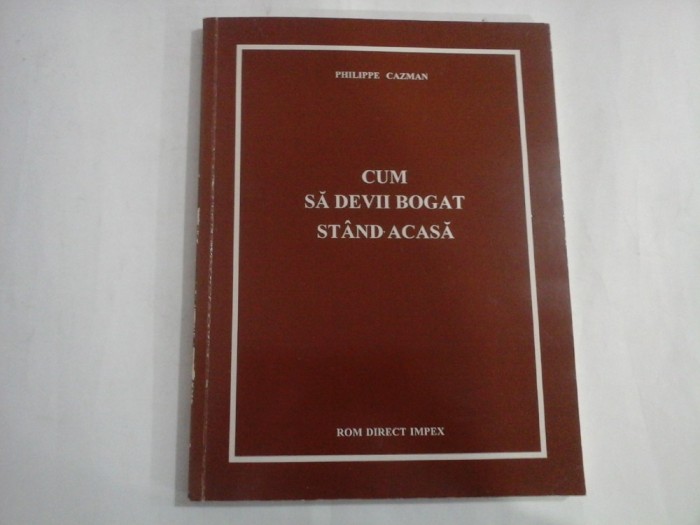 PHILIPPE CAZMAN
CUM
SĂ DEVII BOGAT
STÂND ACASĂ
ROM DIRECT IMPEX